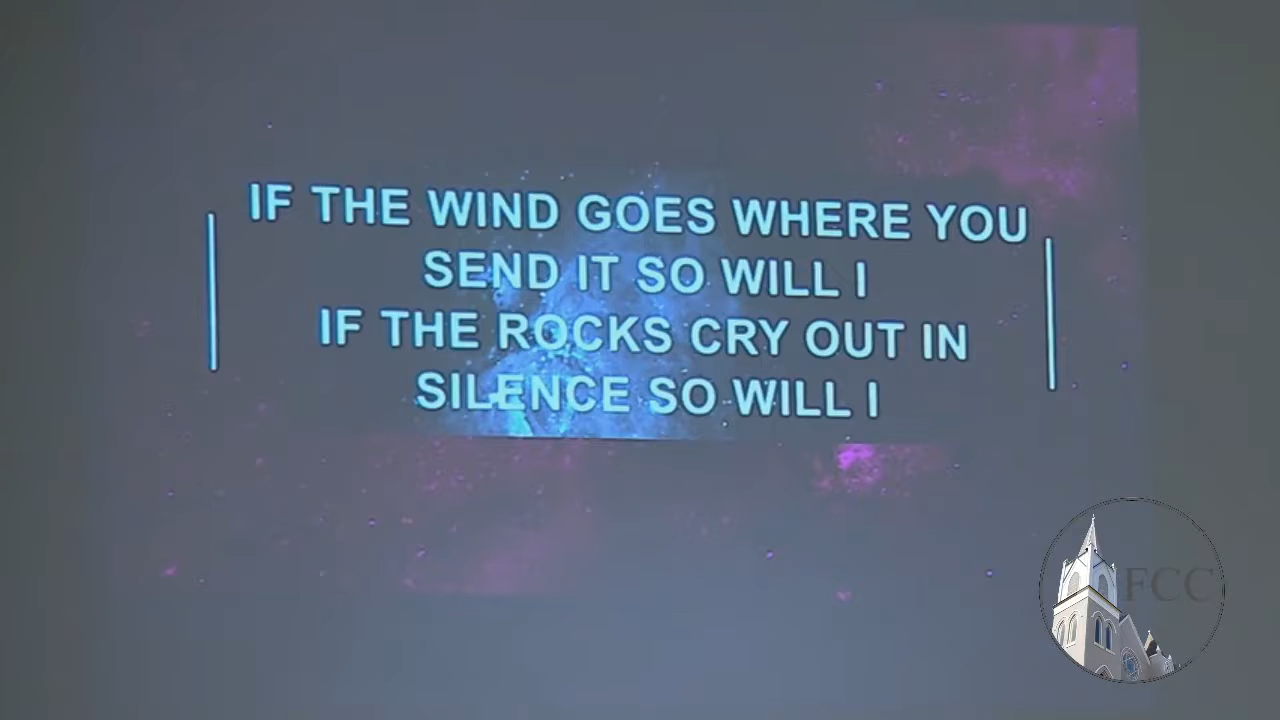 IF THE WIND GOES WHERE YOU
SEND IT SO WILL I
IF THE ROCKS CRY OUT IN
SILENCE SO WILL I
FCC